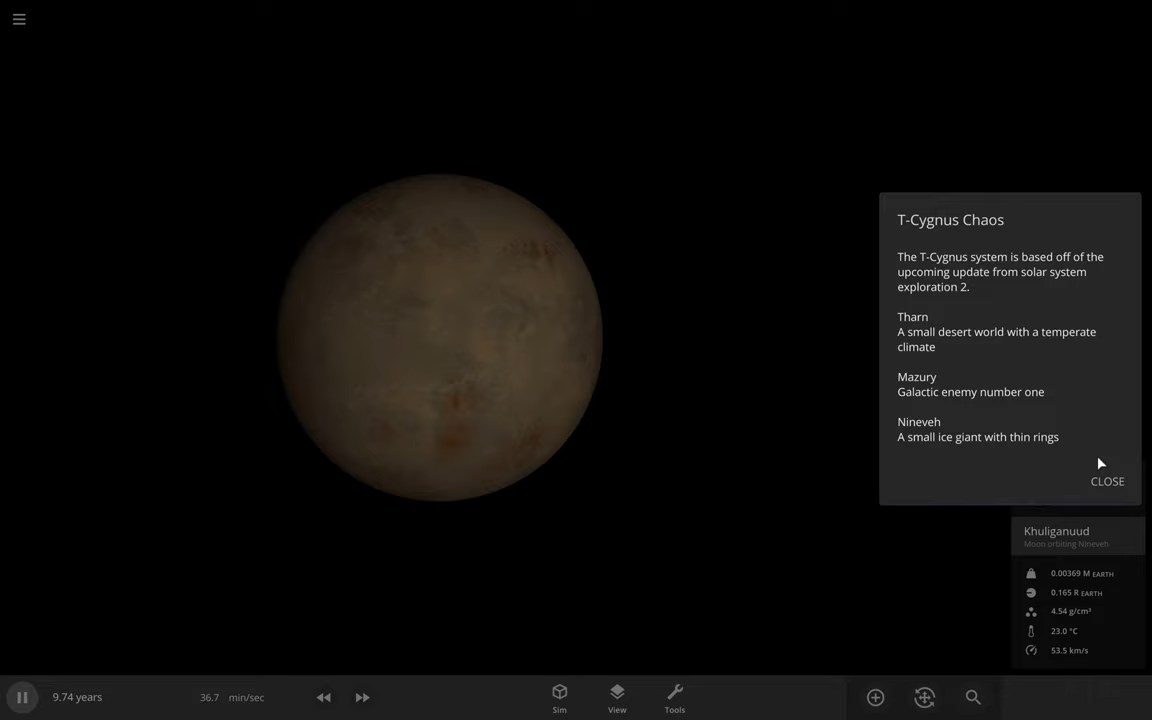 T-Cygnus Chaos
The T-Cygnus system is based off of the
upcoming update from solar system
exploration 2.
Tharn
A small desert world with a temperate
climate
Mazury
Galactic enemy number one
Nineveh
A small ice giant with thin rings
CLOSE
Khuliganuud
Moon orbiting Nineveh
0.00369 M EARTH
0.165 R EARTH
4.54 g/cm³
23.0 °C
53.5 km/s
9.74 years
36.7 min/sec
Sim
View
Tools